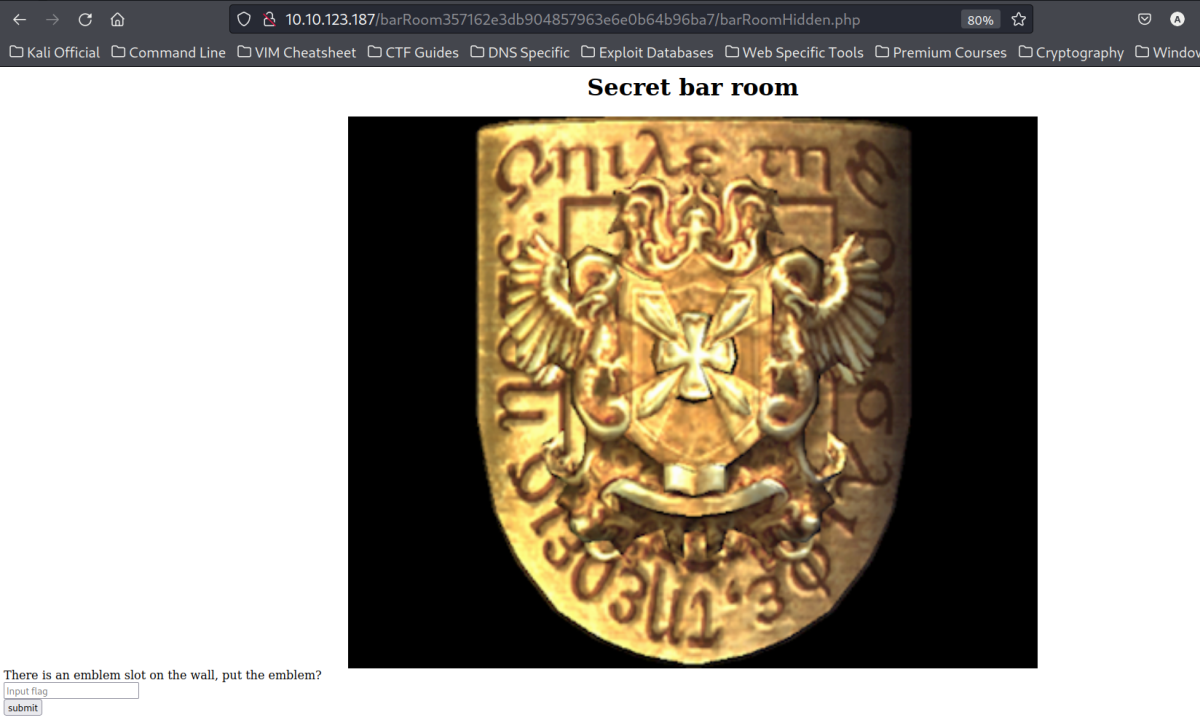 10.10.123.187/barRoom357162e3db904857963e6e0b64b96ba7/barRoomHidden.php 80% A
Kali Official Command Line VIM Cheatsheet CTF Guides DNS Specific Exploit Databases Web Specific Tools Premium Courses Cryptography Window
Secret bar room
There is an emblem slot on the wall, put the emblem?
Input flag
submit